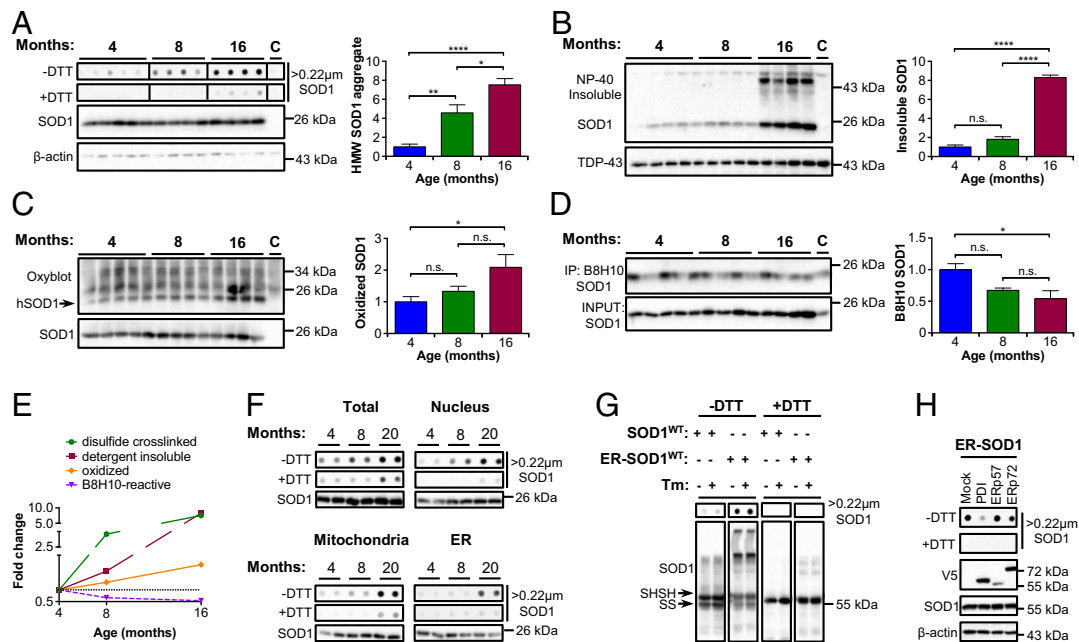 A
Months: 4 8 16 C
-DTT
+DTT
>0.22µm
SOD1
SOD1
26 kDa
β-actin
43 kDa
HMW SOD1 aggregate
10
8
6
4
2
0
****
*
**
4 8 16
Age (months)
B
Months: 4 8 16 C
NP-40
Insoluble
43 kDa
SOD1
26 kDa
TDP-43
43 kDa
Insoluble SOD1
10
8
6
4
2
0
****
****
n.s.
4 8 16
Age (months)
C
Months: 4 8 16 C
Oxyblot
34 kDa
26 kDa
hSOD1
SOD1
26 kDa
Oxidized SOD1
3
2
1
0
*
n.s.
n.s.
4 8 16
Age (months)
D
Months: 4 8 16 C
IP: B8H10
SOD1
26 kDa
INPUT:
SOD1
26 kDa
B8H10 SOD1
1.5
1.0
0.5
0.0
*
n.s.
n.s.
4 8 16
Age (months)
E
disulfide crosslinked
detergent insoluble
oxidized
B8H10-reactive
Fold change
10.0
5.0
2.5
0.5
4 8 16
Age (months)
F
Total Nucleus
Months: 4 8 20 4 8 20
-DTT
+DTT
>0.22µm
SOD1
SOD1
26 kDa
Mitochondria ER
Months: 4 8 20 4 8 20
-DTT
+DTT
>0.22µm
SOD1
SOD1
26 kDa
G
-DTT +DTT
SOD1WT: + + - - + + - -
ER-SOD1WT: - - + + - - + +
Tm: - + - + - + - +
>0.22µm
SOD1
SOD1
SHSH
SS
55 kDa
H
ER-SOD1
Mock
PDI
ERp57
ERp72
-DTT
+DTT
>0.22µm
SOD1
V5
72 kDa
55 kDa
SOD1
55 kDa
β-actin
43 kDa